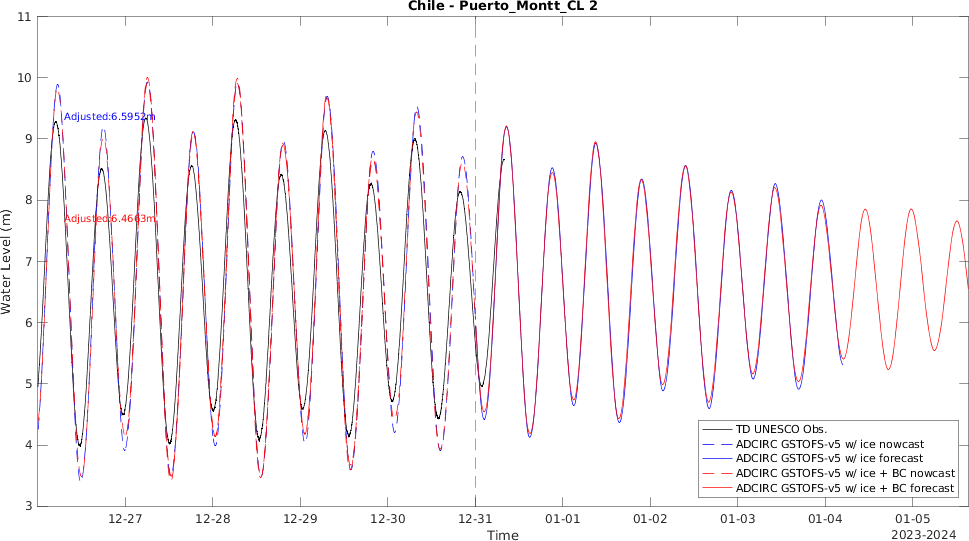 Chile - Puerto_Montt_CL 2
11
10
9
8
7
6
5
4
3
Water Level (m)
Adjusted:6.5952m
Adjusted:6.4663m
TD UNESCO Obs.
ADCIRC GSTOFS-v5 w/ ice nowcast
ADCIRC GSTOFS-v5 w/ ice forecast
ADCIRC GSTOFS-v5 w/ ice + BC nowcast
ADCIRC GSTOFS-v5 w/ ice + BC forecast
12-27 12-28 12-29 12-30 12-31 01-01 01-02 01-03 01-04 01-05
Time
2023-2024